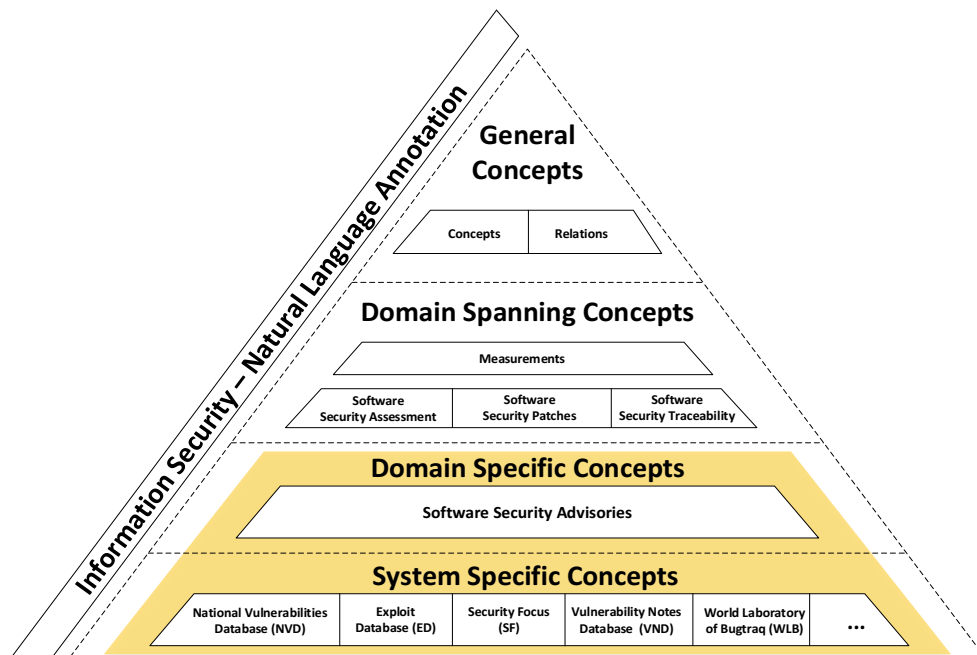 Information Security – Natural Language Annotation
General
Concepts
Concepts
Relations
Domain Spanning Concepts
Measurements
Software
Security Assessment
Software
Security Patches
Software
Security Traceability
Domain Specific Concepts
Software Security Advisories
System Specific Concepts
National Vulnerabilities
Database (NVD)
Exploit
Database (ED)
Security Focus
(SF)
Vulnerability Notes
Database (VND)
World Laboratory
of Bugtraq (WLB)
...